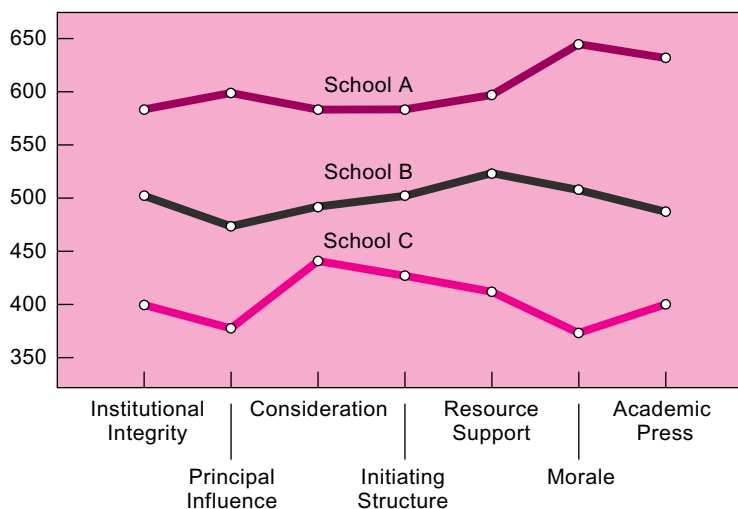 650
600
550
500
450
400
350
School A
School B
School C
Institutional
Integrity
Principal
Influence
Consideration
Initiating
Structure
Resource
Support
Morale
Academic
Press